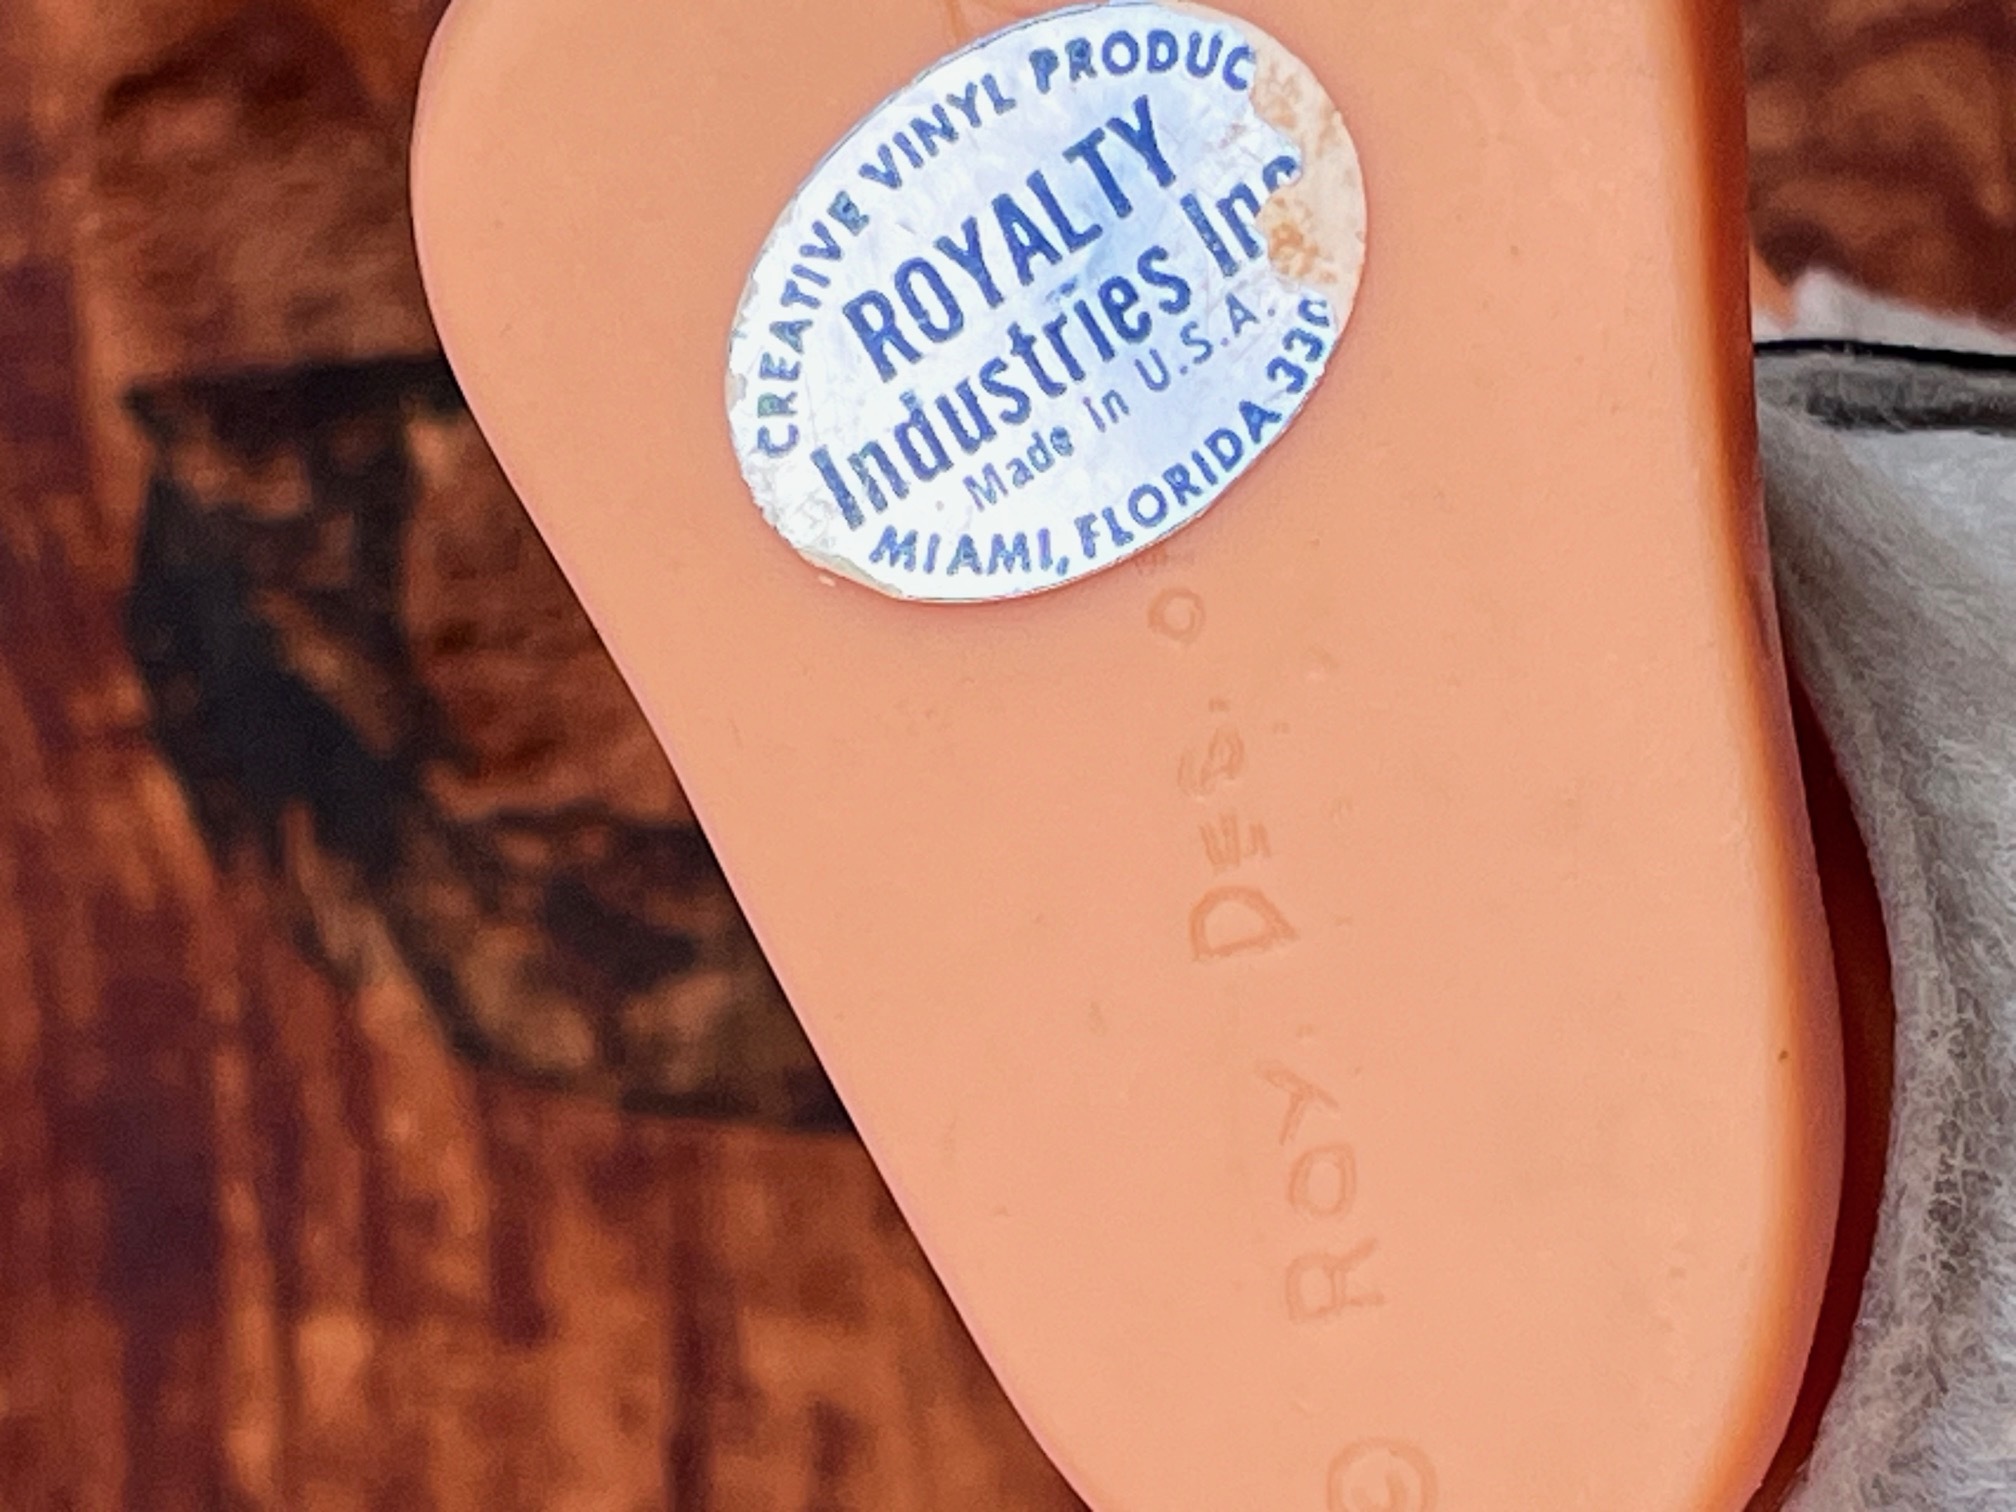 CREATIVE VINYL PRODUC
ROYALTY
Industries Inc
Made in U.S.A.
MIAMI, FLORIDA 330
© ROY. DES. O